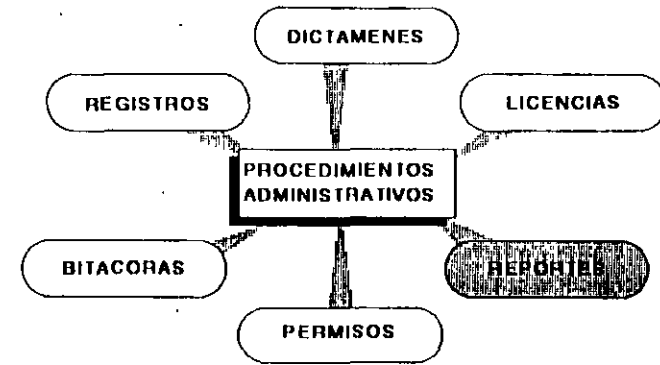 DICTAMENES
REGISTROS
LICENCIAS
PROCEDIMIENTOS
ADMINISTRATIVOS
BITACORAS
REPORTES
PERMISOS